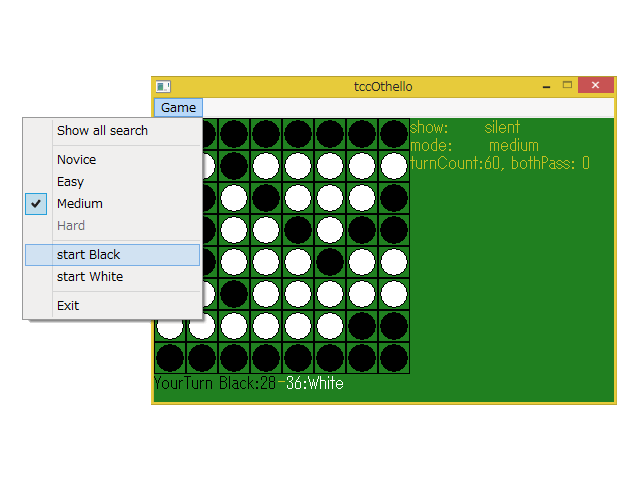 tccOthello
Game
Show all search
Novice
Easy
Medium
Hard
start Black
start White
Exit
show: silent
mode: medium
turnCount:60, bothPass: 0
YourTurn Black:28-36:White